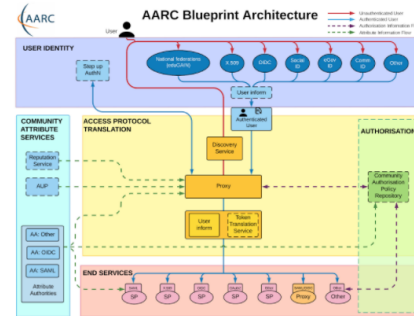 AARC
AARC Blueprint Architecture
Unauthenticated User
Authenticated User
Authorisation Information
Attribute Information Flow
User
USER IDENTITY
Step up
AuthN
National federations
(eduGAIN)
X.509
OIDC
Social
ID
eGov
ID
Comm
ID
Other
User inform
Authenticated
User
COMMUNITY
ATTRIBUTE
SERVICES
Reputation
Service
AUP
AA: Other
AA: OIDC
AA: SAML
Attribute
Authorities
ACCESS PROTOCOL
TRANSLATION
Discovery
Service
Proxy
User
inform
Token
Translation
Service
AUTHORISATION
Community
Authorisation
Policy
Repository
END SERVICES
SP
SP
SP
SP
SP
Proxy
Other